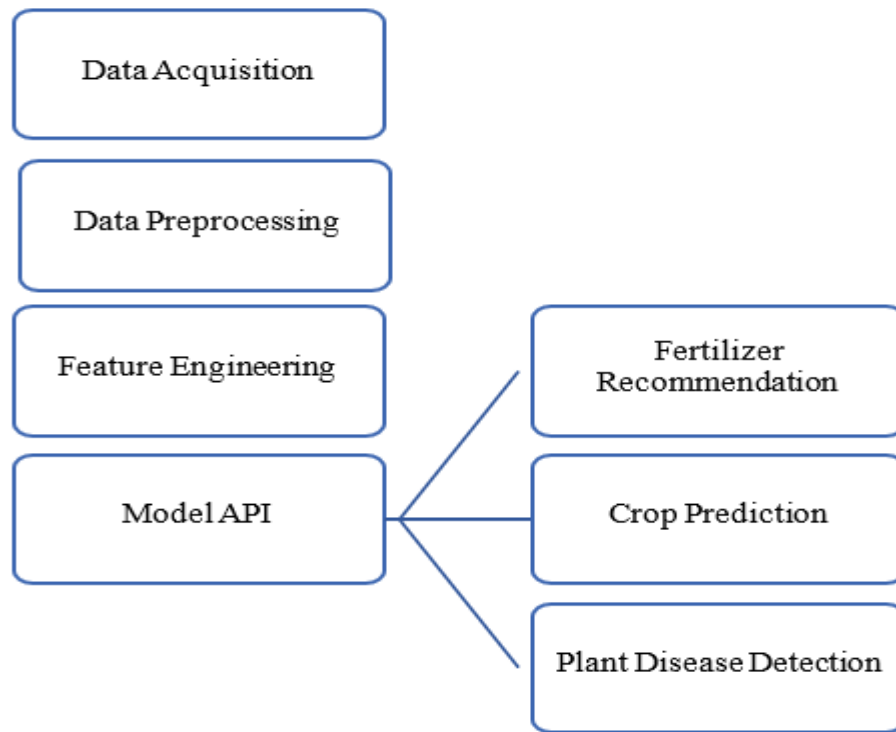 Data Acquisition
Data Preprocessing
Feature Engineering
Model API
Fertilizer
Recommendation
Crop Prediction
Plant Disease Detection